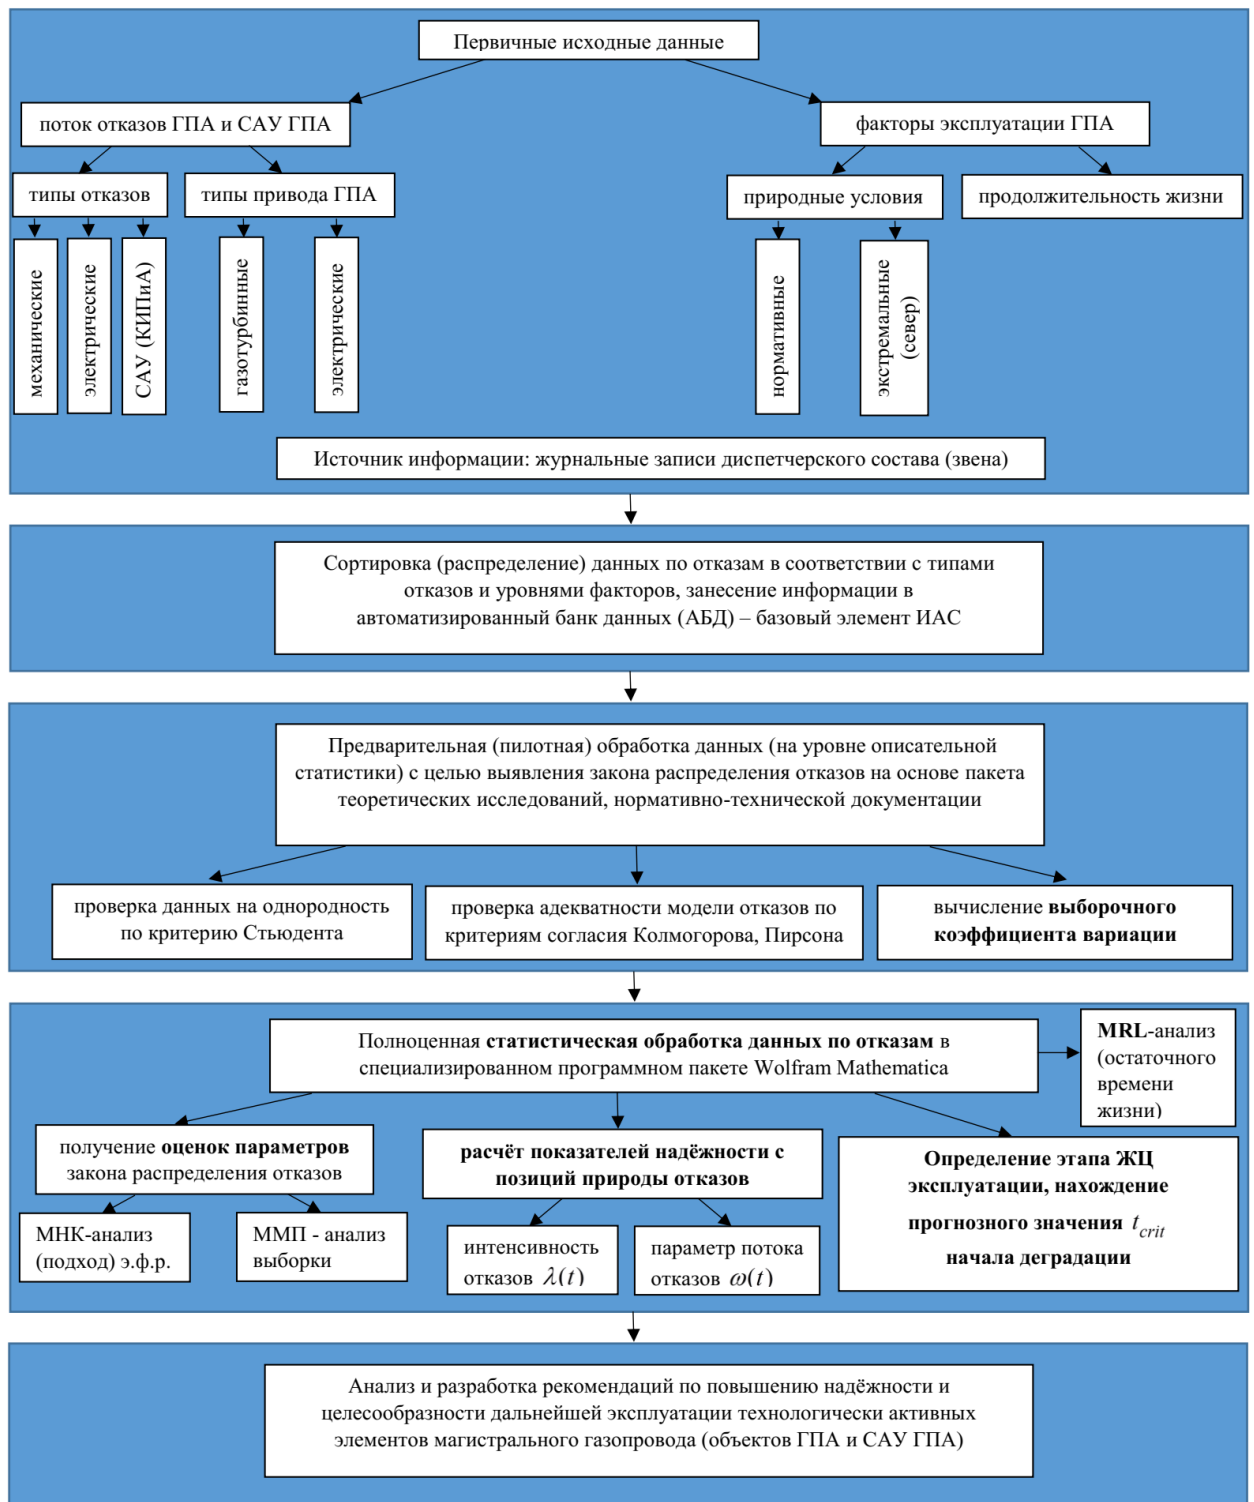 Первичные исходные данные
поток отказов ГПА и САУ ГПА
факторы эксплуатации ГПА
типы отказов
типы привода ГПА
природные условия
продолжительность жизни
механические
электрические
САУ (КИПиА)
газотурбинные
электрические
нормативные
экстремальные
(север)
Источник информации: журнальные записи диспетчерского состава (звена)
Сортировка (распределение) данных по отказам в соответствии с типами
отказов и уровнями факторов, занесение информации в
автоматизированный банк данных (АБД) – базовый элемент ИАС
Предварительная (пилотная) обработка данных (на уровне описательной
статистики) с целью выявления закона распределения отказов на основе пакета
теоретических исследований, нормативно-технической документации
проверка данных на однородность
по критерию Стьюдента
проверка адекватности модели отказов по
критериям согласия Колмогорова, Пирсона
вычисление выборочного
коэффициента вариации
Полноценная статистическая обработка данных по отказам в
специализированном программном пакете Wolfram Mathematica
MRL-анализ
(остаточного
времени
жизни)
получение оценок параметров
закона распределения отказов
расчёт показателей надёжности с
позиций природы отказов
Определение этапа ЖЦ
эксплуатации, нахождение
прогнозного значения t_crit
начала деградации
МНК-анализ
(подход) э.ф.р.
ММП - анализ
выборки
интенсивность
отказов λ(t)
параметр потока
отказов ω(t)
Анализ и разработка рекомендаций по повышению надёжности и
целесообразности дальнейшей эксплуатации технологически активных
элементов магистрального газопровода (объектов ГПА и САУ ГПА)